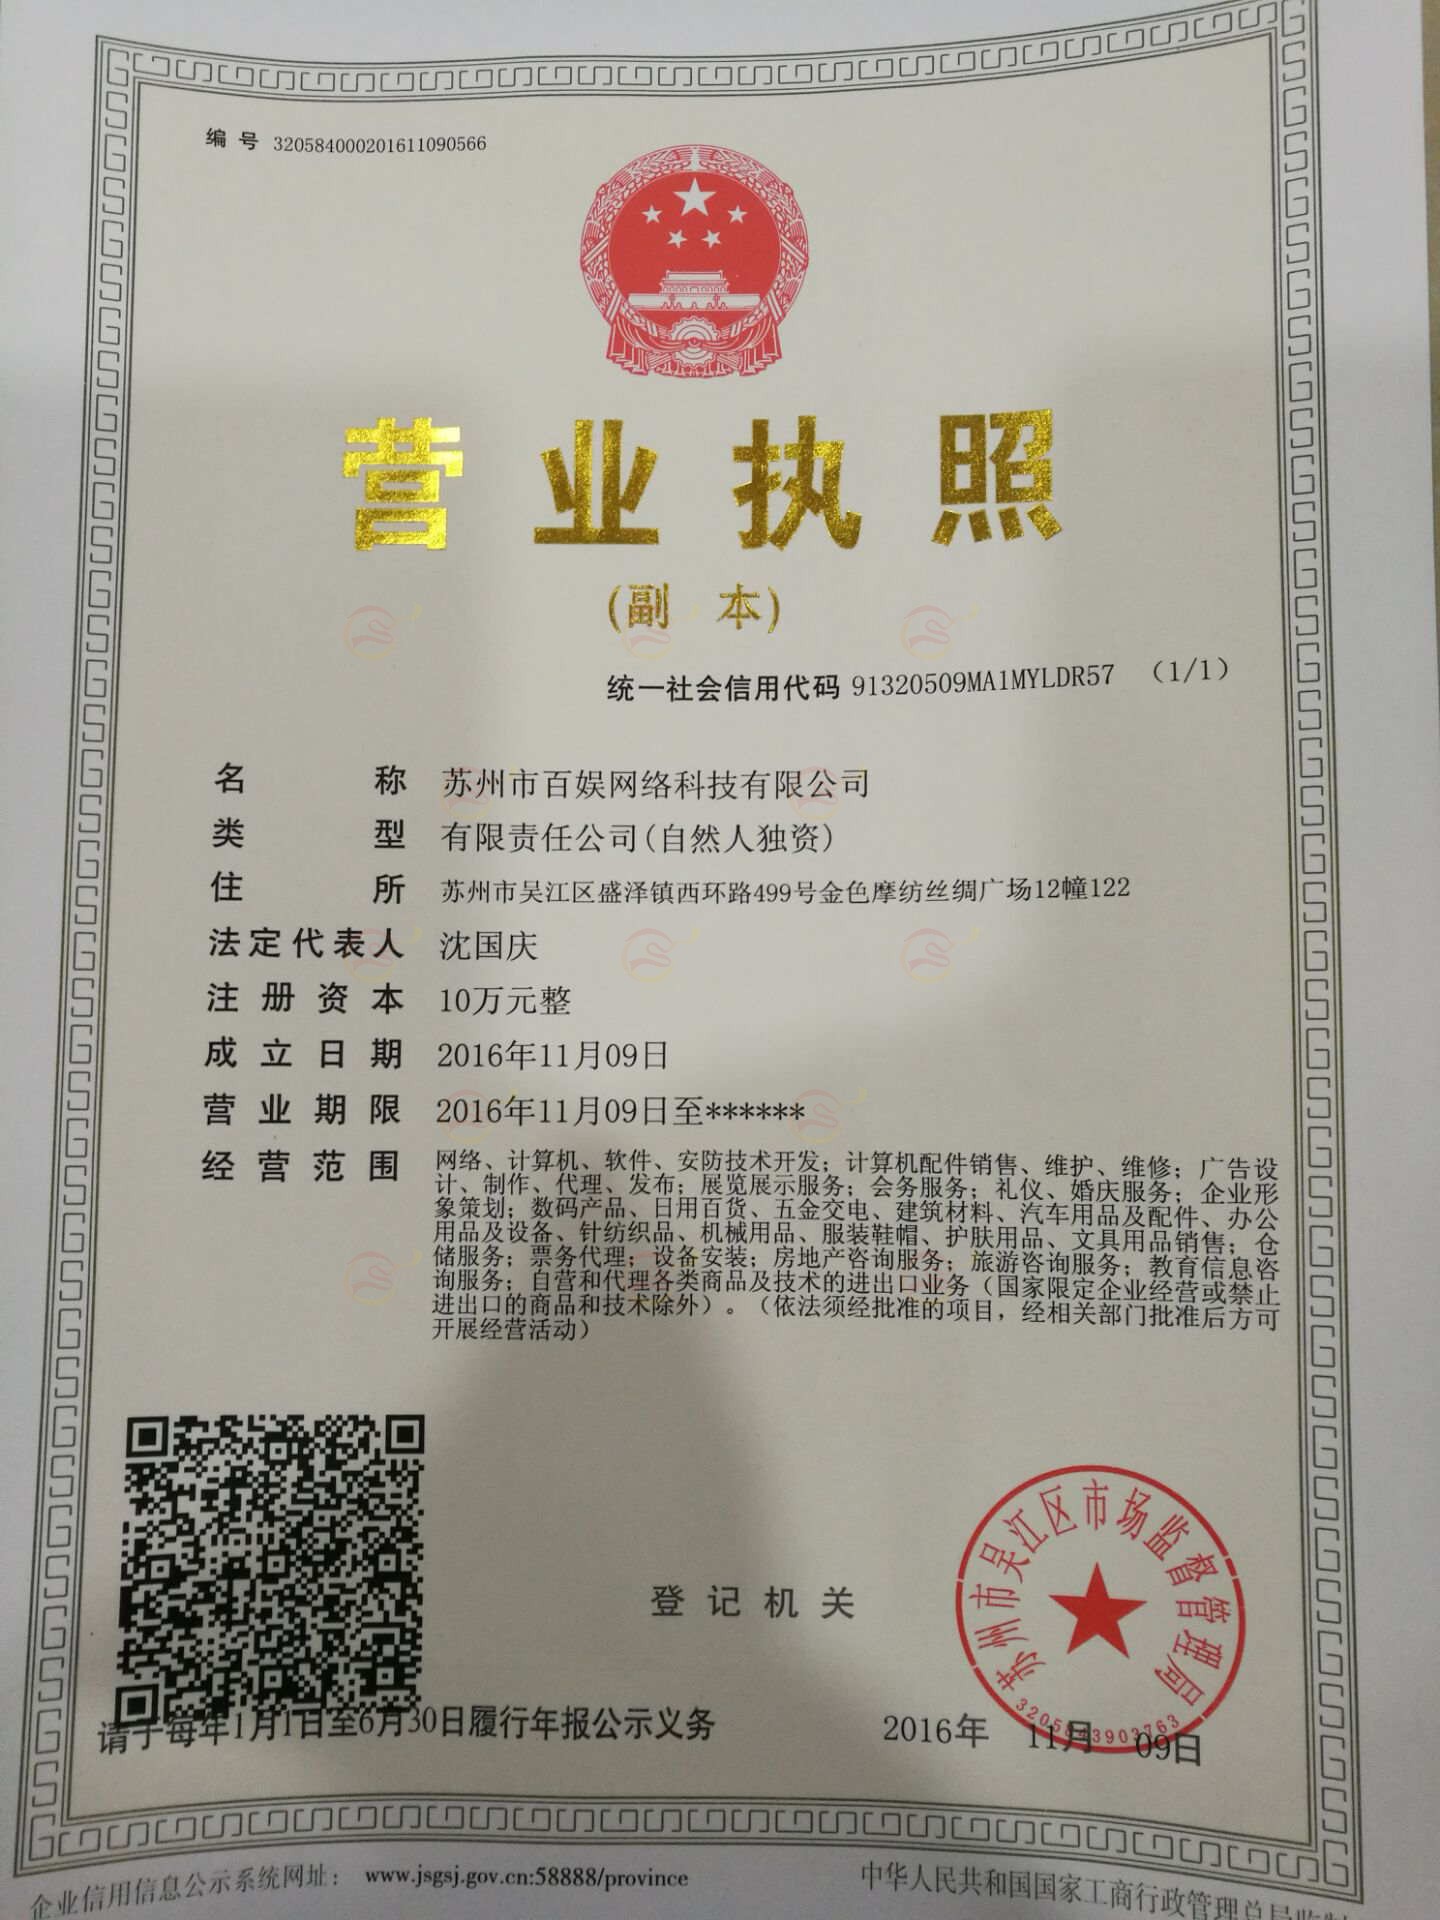 编 号 320584000201611090566
营业执照
(副 本)
统一社会信用代码 91320509MA1MYLDR57 （1/1）
名 称 苏州市百娱网络科技有限公司
类 型 有限责任公司(自然人独资)
住 所 苏州市吴江区盛泽镇西环路499号金色摩纺丝绸广场12幢122
法定代表人 沈国庆
注册资本 10万元整
成立日期 2016年11月09日
营业期限 2016年11月09日至******
经营范围 网络、计算机、软件、安防技术开发；计算机配件销售、维护、维修；广告设
计、制作、代理、发布；展览展示服务；会务服务；礼仪、婚庆服务；企业形
象策划；数码产品、日用百货、五金交电、建筑材料、汽车用品及配件、办公
用品及设备、针纺织品、机械用品、服装鞋帽、护肤用品、文具用品销售；仓
储服务；票务代理；设备安装；房地产咨询服务；旅游咨询服务；教育信息咨
询服务；自营和代理各类商品及技术的进出口业务（国家限定企业经营或禁止
进出口的商品和技术除外）。（依法须经批准的项目，经相关部门批准后方可
开展经营活动）
登记机关
苏州市吴江区市场监督管理局
3205843903763
请于每年1月1日至6月30日履行年报公示义务
2016年 11月 09日
企业信用信息公示系统网址： www.jsgsj.gov.cn:58888/province
中华人民共和国国家工商行政管理总局监制